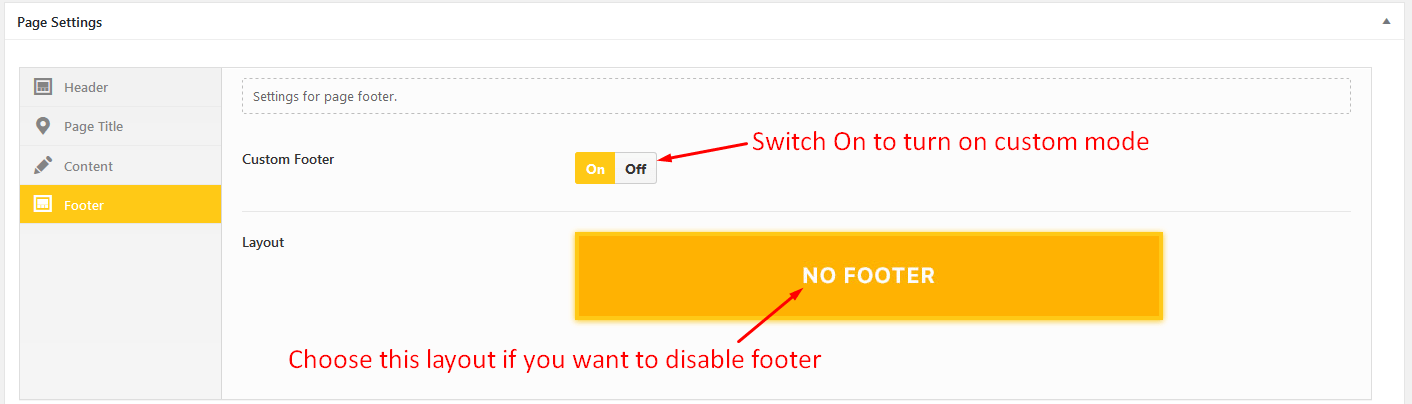 Page Settings
Header
Page Title
Content
Footer
Settings for page footer.
Custom Footer
On Off
Switch On to turn on custom mode
Layout
NO FOOTER
Choose this layout if you want to disable footer